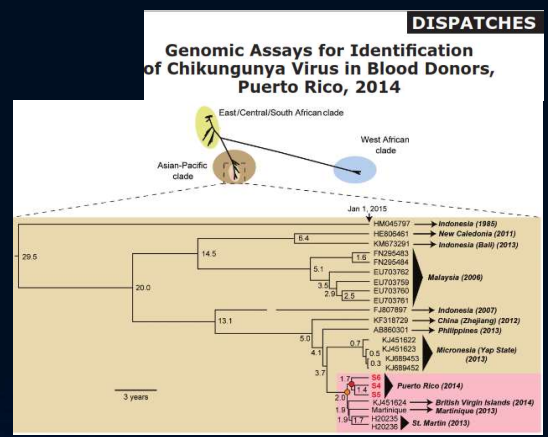 DISPATCHES
Genomic Assays for Identification
of Chikungunya Virus in Blood Donors,
Puerto Rico, 2014
East/Central/South African clade
West African
clade
Asian-Pacific
clade
Jan 1, 2015
HM045797
Indonesia (1985)
HE806461
New Caledonia (2011)
6.4
KM673291
Indonesia (Bali) (2013)
14.5
FN295483
1.6
FN295484
5.1
EU703762
29.5
3.5
EU703759
Malaysia (2006)
2.9
EU703760
2.5
EU703761
20.0
FJ807897
Indonesia (2007)
13.1
KF318729
China (Zhejiang) (2012)
5.0
AB860301
Philippines (2013)
4.1
KJ451622
0.7
KJ451623
0.5
Micronesia (Yap State)
(2013)
KJ689453
0.3
KJ689452
3.7
S6
1.7
S4
Puerto Rico (2014)
1.4
S5
2.0
KJ451624
British Virgin Islands (2014)
1.9
Martinique
Martinique (2013)
H20235
1.9
1.7
St. Martin (2013)
H20236
3 years